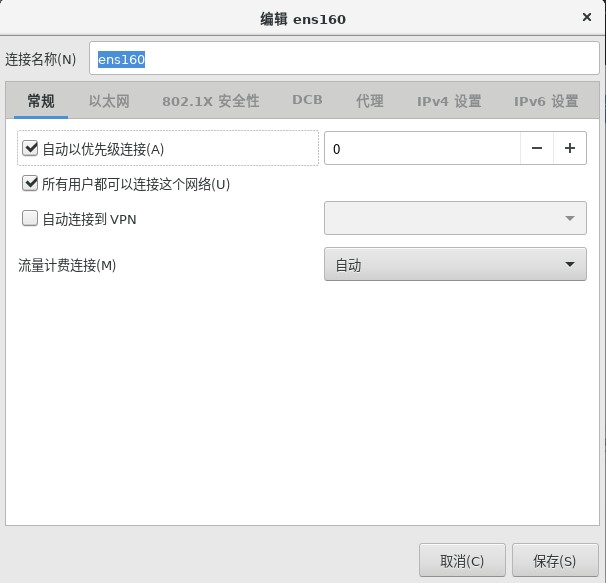 编辑 ens160
×
连接名称(N) ens160
常规 以太网 802.1X 安全性 DCB 代理 IPv4 设置 IPv6 设置
自动以优先级连接(A) 0 − +
所有用户都可以连接这个网络(U)
自动连接到 VPN
流量计费连接(M) 自动
取消(C) 保存(S)